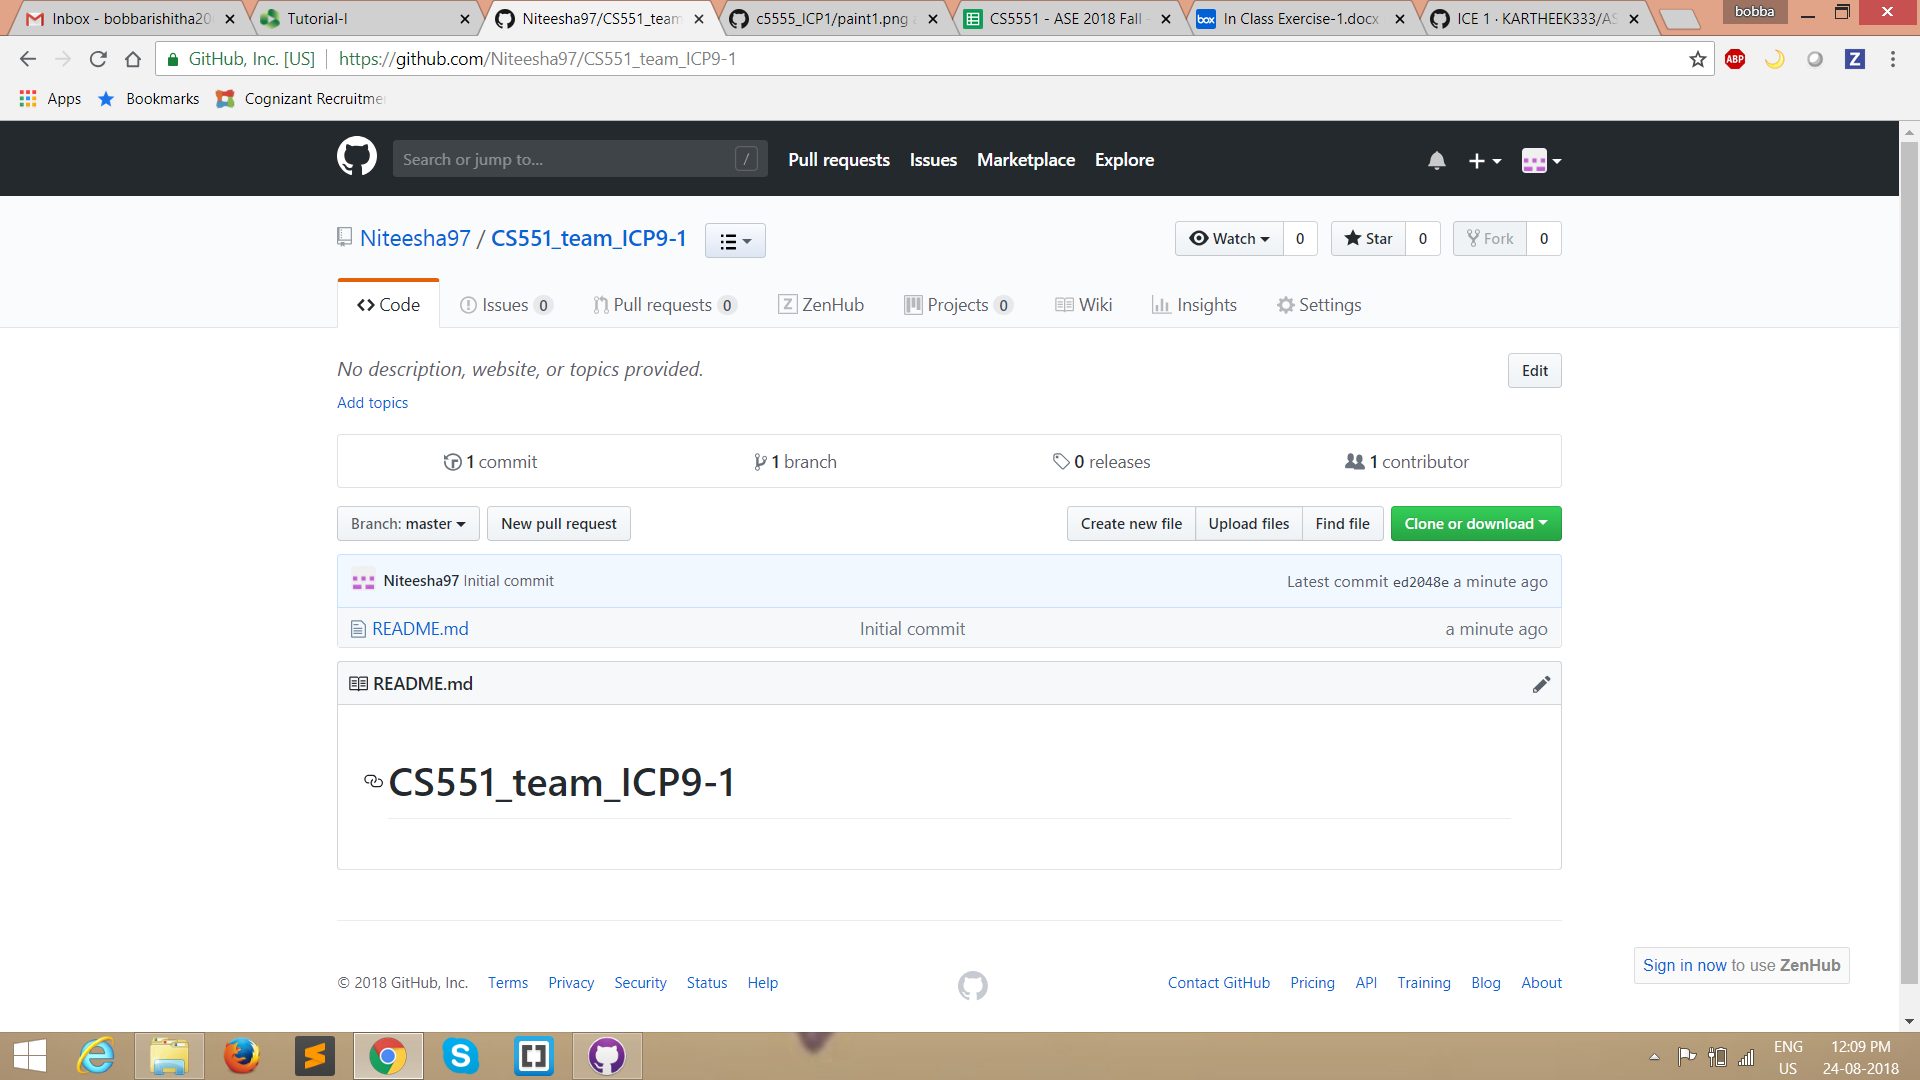 Inbox - bobbarishitha20
Tutorial-I
Niteesha97/CS551_team
c5555_ICP1/paint1.png
CS5551 - ASE 2018 Fall
In Class Exercise-1.docx
ICE 1 · KARTHEEK333/AS
bobba
GitHub, Inc. [US]
https://github.com/Niteesha97/CS551_team_ICP9-1
ABP
Z
Apps
Bookmarks
Cognizant Recruitme
Search or jump to...
/
Pull requests
Issues
Marketplace
Explore
Niteesha97 / CS551_team_ICP9-1
Watch 0
Star 0
Fork 0
Code
Issues 0
Pull requests 0
Z ZenHub
Projects 0
Wiki
Insights
Settings
No description, website, or topics provided.
Edit
Add topics
1 commit
1 branch
0 releases
1 contributor
Branch: master
New pull request
Create new file
Upload files
Find file
Clone or download
Niteesha97 Initial commit
Latest commit ed2048e a minute ago
README.md
Initial commit
a minute ago
README.md
CS551_team_ICP9-1
Sign in now to use ZenHub
© 2018 GitHub, Inc.
Terms
Privacy
Security
Status
Help
Contact GitHub
Pricing
API
Training
Blog
About
ENG
US
12:09 PM
24-08-2018